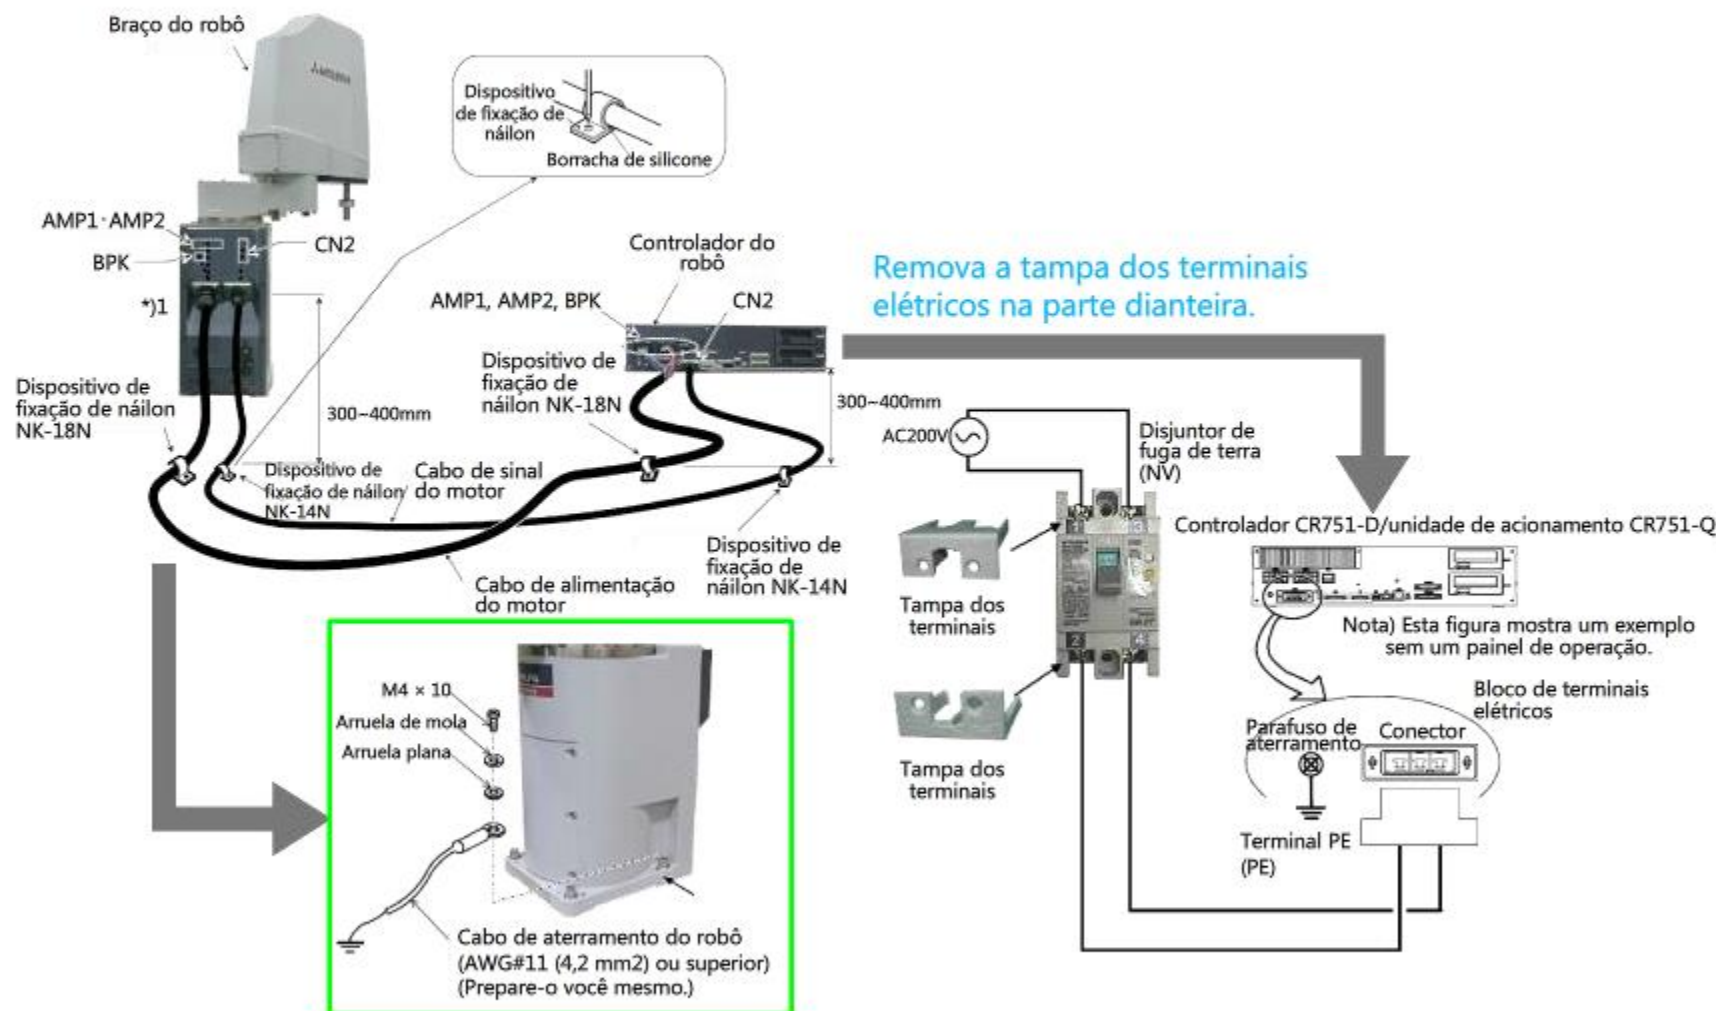 Braço do robô
Dispositivo
de fixação de
náilon
Borracha de silicone
AMP1·AMP2
BPK
CN2
*)1
Controlador do
robô
AMP1, AMP2, BPK
CN2
Remova a tampa dos terminais
elétricos na parte dianteira.
Dispositivo de
fixação de náilon
NK-18N
300~400mm
Dispositivo de
fixação de
náilon NK-18N
300~400mm
AC200V
Disjuntor de
fuga de terra
(NV)
Dispositivo de
fixação de náilon
NK-14N
Cabo de sinal
do motor
Dispositivo de
fixação de
náilon NK-14N
Cabo de alimentação
do motor
1
3
2
4
Tampa dos
terminais
Tampa dos
terminais
Controlador CR751-D/unidade de acionamento CR751-Q
Nota) Esta figura mostra um exemplo
sem um painel de operação.
Bloco de terminais
elétricos
Parafuso de
aterramento
Conector
Terminal PE
(PE)
M4 × 10
Arruela de mola
Arruela plana
Cabo de aterramento do robô
(AWG#11 (4,2 mm2) ou superior)
(Prepare-o você mesmo.)